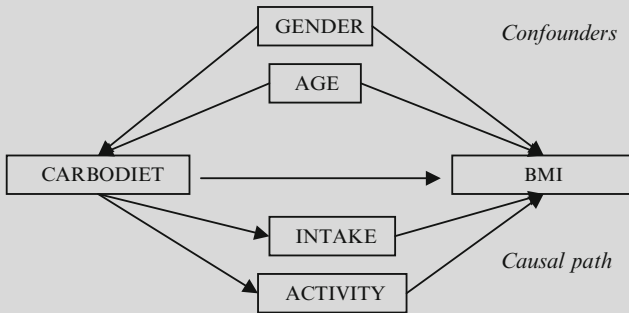 GENDER
Confounders
AGE
CARBODIET
BMI
INTAKE
Causal path
ACTIVITY